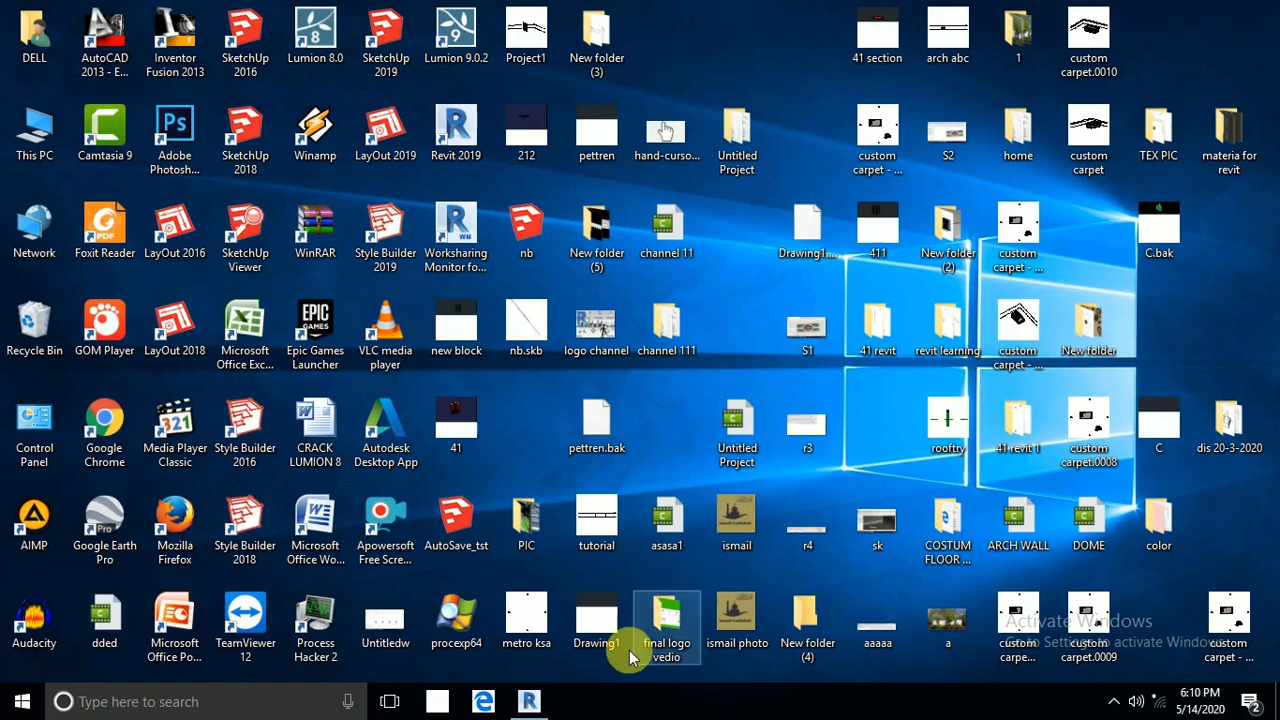 DELL
AutoCAD
2013 - E...
Inventor
Fusion 2013
SketchUp
2016
Lumion 8.0
SketchUp
2019
Lumion 9.0.2
Project1
New folder
(3)
41 section
arch abc
1
custom
carpet.0010
This PC
Camtasia 9
Adobe
Photosh...
SketchUp
2018
Winamp
LayOut 2019
Revit 2019
212
pettren
hand-curso...
Untitled
Project
custom
carpet - ...
S2
home
custom
carpet
TEX PIC
materia for
revit
Network
Foxit Reader
LayOut 2016
SketchUp
Viewer
WinRAR
Style Builder
2019
Worksharing
Monitor fo...
nb
New folder
(5)
channel 11
Drawing1....
411
New folder
(2)
custom
carpet - ...
C.bak
Recycle Bin
GOM Player
LayOut 2018
Microsoft
Office Exc...
Epic Games
Launcher
VLC media
player
new block
nb.skb
logo channel
channel 111
S1
41 revit
revit learning
custom
carpet - ...
New folder
Control
Panel
Google
Chrome
Media Player
Classic
Style Builder
2016
CRACK
LUMION 8
Autodesk
Desktop App
41
pettren.bak
Untitled
Project
r3
rooftry
41 revit 1
custom
carpet.0008
C
dis 20-3-2020
AIMP
Google Earth
Pro
Mozilla
Firefox
Style Builder
2018
Microsoft
Office Wo...
Apowersoft
Free Scre...
AutoSave_tst
PIC
tutorial
asasa1
ismail
r4
sk
COSTUM
FLOOR ...
ARCH WALL
DOME
color
Audacity
dded
Microsoft
Office Po...
TeamViewer
12
Process
Hacker 2
Untitledw
procexp64
metro ksa
Drawing1
final logo
vedio
ismail photo
New folder
(4)
aaaaa
a
custom
carpe...
custom
carpet.0009
custom
carpet - ...
Activate Windows
Go to Settings to activate Windows.
Type here to search
6:10 PM
5/14/2020
2